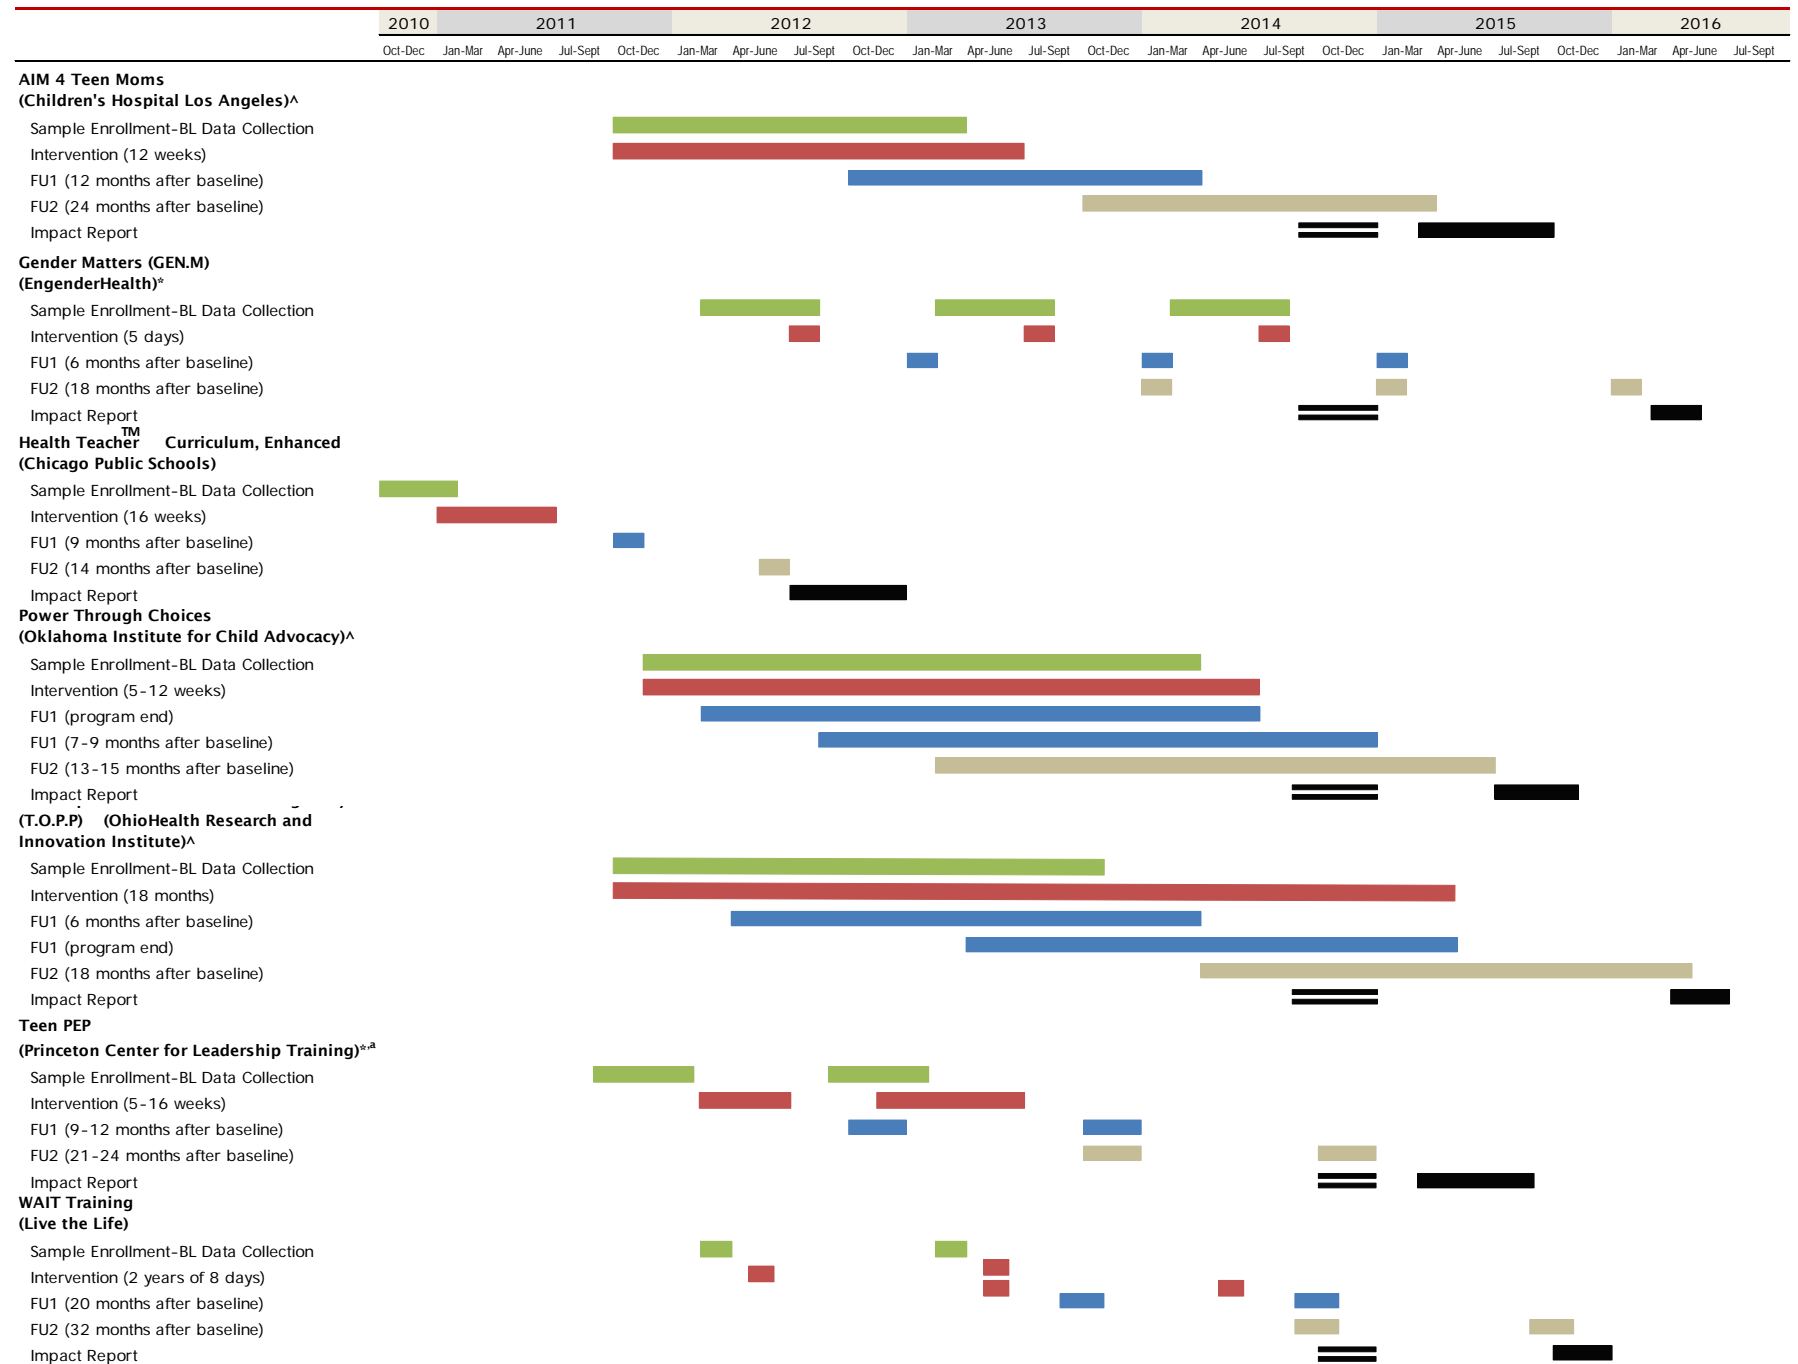 2010 2011 2012 2013 2014 2015 2016
Oct-Dec Jan-Mar Apr-June Jul-Sept Oct-Dec Jan-Mar Apr-June Jul-Sept Oct-Dec Jan-Mar Apr-June Jul-Sept Oct-Dec Jan-Mar Apr-June Jul-Sept Oct-Dec Jan-Mar Apr-June Jul-Sept Oct-Dec Jan-Mar Apr-June Jul-Sept
AIM 4 Teen Moms
(Children's Hospital Los Angeles)^
Sample Enrollment-BL Data Collection
Intervention (12 weeks)
FU1 (12 months after baseline)
FU2 (24 months after baseline)
Impact Report
Gender Matters (GEN.M)
(EngenderHealth)*
Sample Enrollment-BL Data Collection
Intervention (5 days)
FU1 (6 months after baseline)
FU2 (18 months after baseline)
Impact Report
Health Teacher™ Curriculum, Enhanced
(Chicago Public Schools)
Sample Enrollment-BL Data Collection
Intervention (16 weeks)
FU1 (9 months after baseline)
FU2 (14 months after baseline)
Impact Report
Power Through Choices
(Oklahoma Institute for Child Advocacy)^
Sample Enrollment-BL Data Collection
Intervention (5-12 weeks)
FU1 (program end)
FU1 (7-9 months after baseline)
FU2 (13-15 months after baseline)
Impact Report
(T.O.P.P) (OhioHealth Research and
Innovation Institute)^
Sample Enrollment-BL Data Collection
Intervention (18 months)
FU1 (6 months after baseline)
FU1 (program end)
FU2 (18 months after baseline)
Impact Report
Teen PEP
(Princeton Center for Leadership Training)*,a
Sample Enrollment-BL Data Collection
Intervention (5-16 weeks)
FU1 (9-12 months after baseline)
FU2 (21-24 months after baseline)
Impact Report
WAIT Training
(Live the Life)
Sample Enrollment-BL Data Collection
Intervention (2 years of 8 days)
FU1 (20 months after baseline)
FU2 (32 months after baseline)
Impact Report